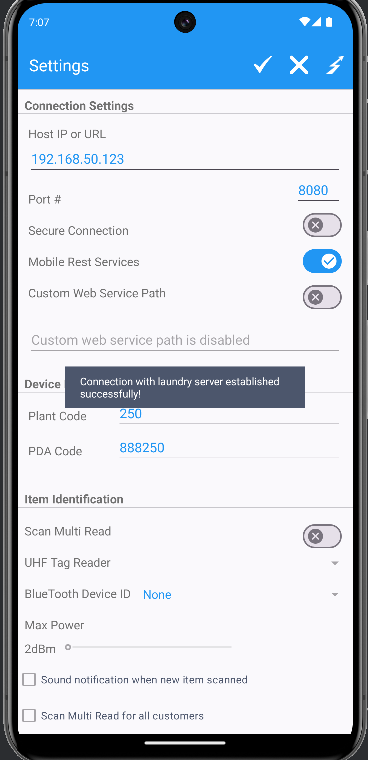 7:07
Settings
Connection Settings
Host IP or URL
192.168.50.123
Port #
8080
Secure Connection
Mobile Rest Services
Custom Web Service Path
Custom web service path is disabled
Connection with laundry server established
successfully!
Device
Plant Code
250
PDA Code
888250
Item Identification
Scan Multi Read
UHF Tag Reader
BlueTooth Device ID
None
Max Power
2dBm
Sound notification when new item scanned
Scan Multi Read for all customers